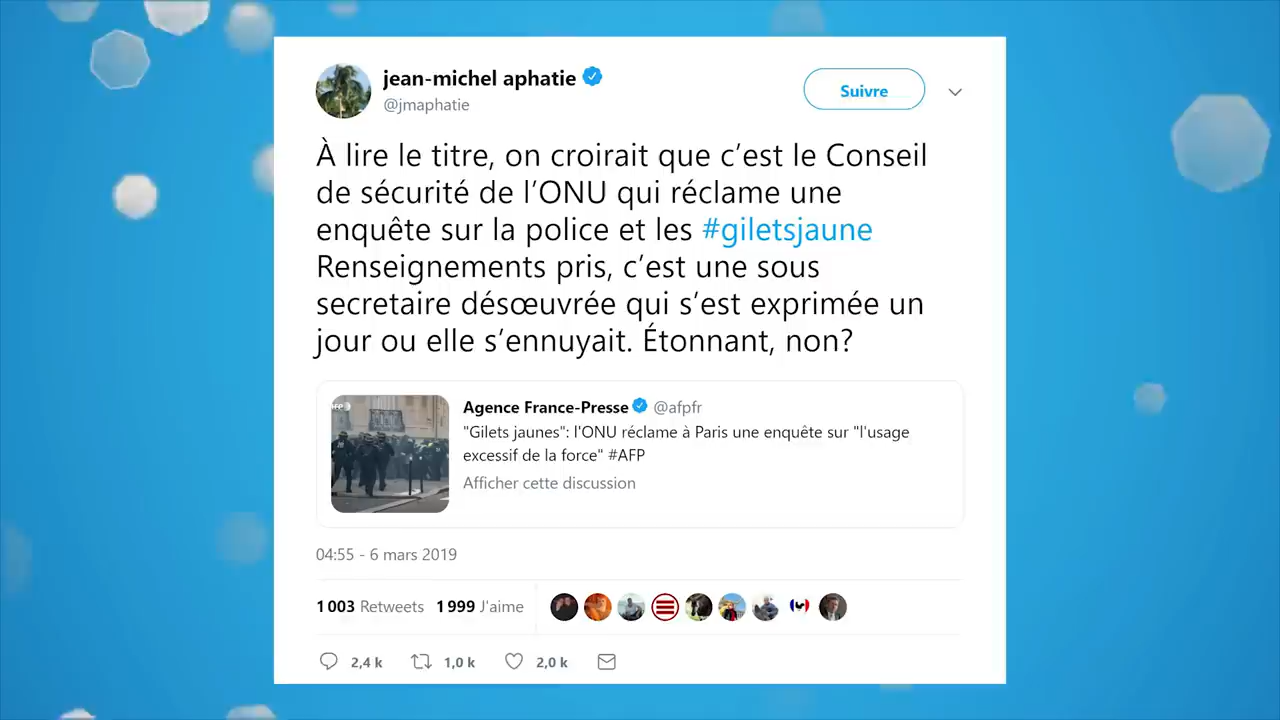 jean-michel aphatie
@jmaphatie
Suivre
À lire le titre, on croirait que c'est le Conseil
de sécurité de l'ONU qui réclame une
enquête sur la police et les #giletsjaune
Renseignements pris, c'est une sous
secretaire désœuvrée qui s'est exprimée un
jour ou elle s'ennuyait. Étonnant, non?
AFP
Agence France-Presse @afpfr
"Gilets jaunes": l'ONU réclame à Paris une enquête sur "l'usage
excessif de la force" #AFP
Afficher cette discussion
04:55 - 6 mars 2019
1 003 Retweets 1 999 J'aime
2,4 k 1,0 k 2,0 k